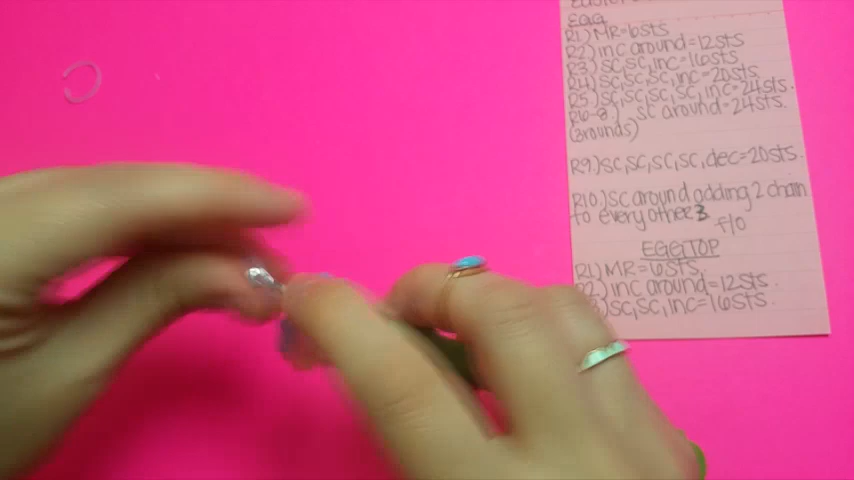 EGG
R1.) MR=6sts
R2.) inc around=12sts
R3.) sc, sc, inc=16sts
R4.) sc, sc, sc, inc=20sts
R5.) sc, sc, sc, sc, inc=24sts.
R6-8.) sc around=24sts.
(3rounds)
R9.) sc, sc, sc, sc, dec=20sts.
R10.) sc around adding 2 chain
to every other 3
f/o
EGG TOP
R1.) MR=6sts.
R2.) inc around=12sts.
sc, sc, inc=16sts.